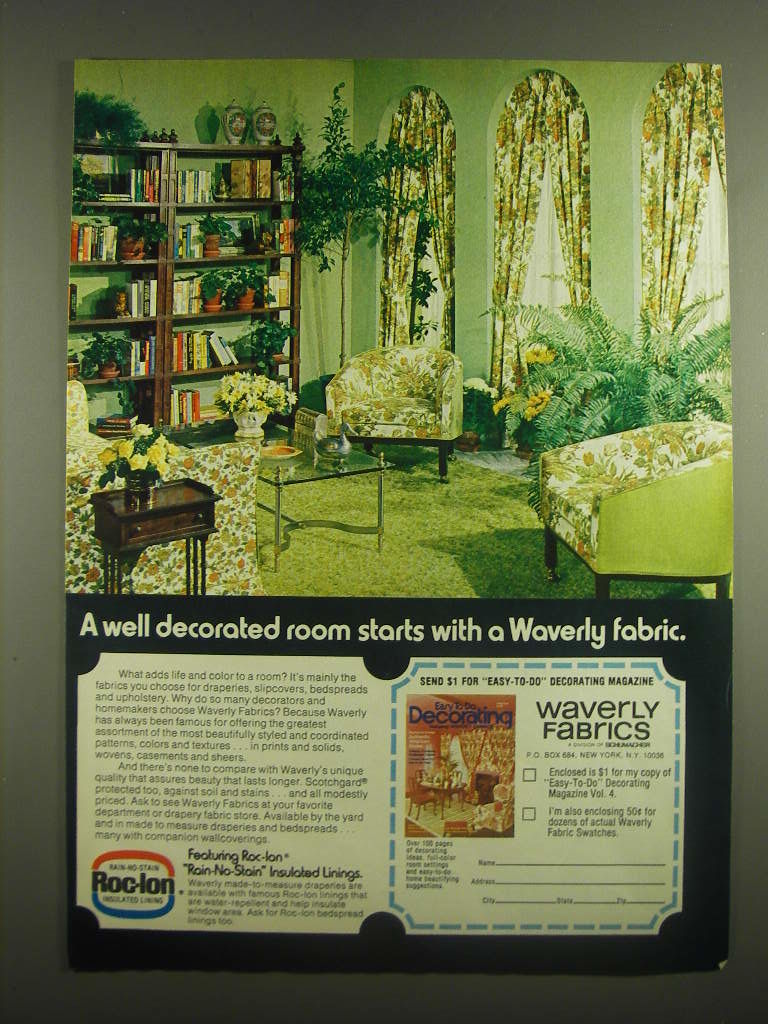 A well decorated room starts with a Waverly fabric.
What adds life and color to a room? It's mainly the
fabrics you choose for draperies, slipcovers, bedspreads
and upholstery. Why do so many decorators and
homemakers choose Waverly Fabrics? Because Waverly
has always been famous for offering the greatest
assortment of the most beautifully styled and coordinated
patterns, colors and textures . . . in prints and solids,
wovens, casements and sheers.
And there's none to compare with Waverly's unique
quality that assures beauty that lasts longer. Scotchgard®
protected too, against soil and stains . . . and all modestly
priced. Ask to see Waverly Fabrics at your favorite
department or drapery fabric store. Available by the yard
and in made to measure draperies and bedspreads . . .
many with companion wallcoverings.
RAIN-NO-STAIN
Roc-lon®
INSULATED LINING
Featuring Roc-lon®
"Rain-No-Stain" Insulated Linings.
Waverly made-to-measure draperies are
available with famous Roc-lon linings that
are water-repellent and help insulate
window area. Ask for Roc-lon bedspread
linings too.
SEND $1 FOR "EASY-TO-DO" DECORATING MAGAZINE
Easy To Do
Decorating
Over 100 pages
of decorating
ideas, full-color
room settings
and easy-to-do
home beautifying
suggestions.
waverly
FABRICS
A DIVISION OF SCHUMACHER
P.O. BOX 684, NEW YORK, N.Y. 10036
Enclosed is $1 for my copy of
"Easy-To-Do" Decorating
Magazine Vol. 4.
I'm also enclosing 50¢ for
dozens of actual Waverly
Fabric Swatches.
Name
Address
City State Zip